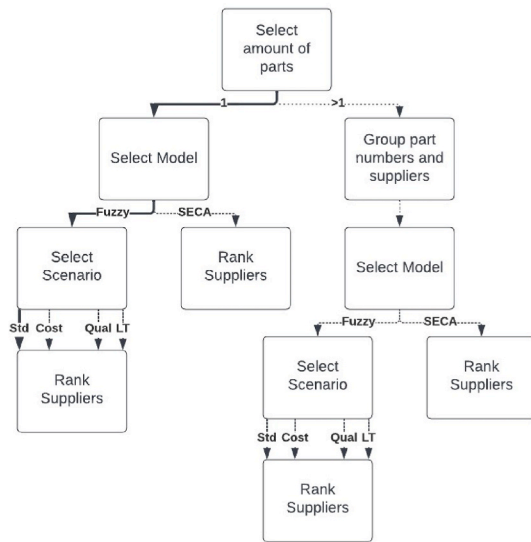 Select
amount of
parts
1
>1
Select Model
Group part
numbers and
suppliers
Fuzzy
SECA
Select
Scenario
Rank
Suppliers
Select Model
Std Cost Qual LT
Fuzzy
SECA
Rank
Suppliers
Select
Scenario
Rank
Suppliers
Std Cost Qual LT
Rank
Suppliers